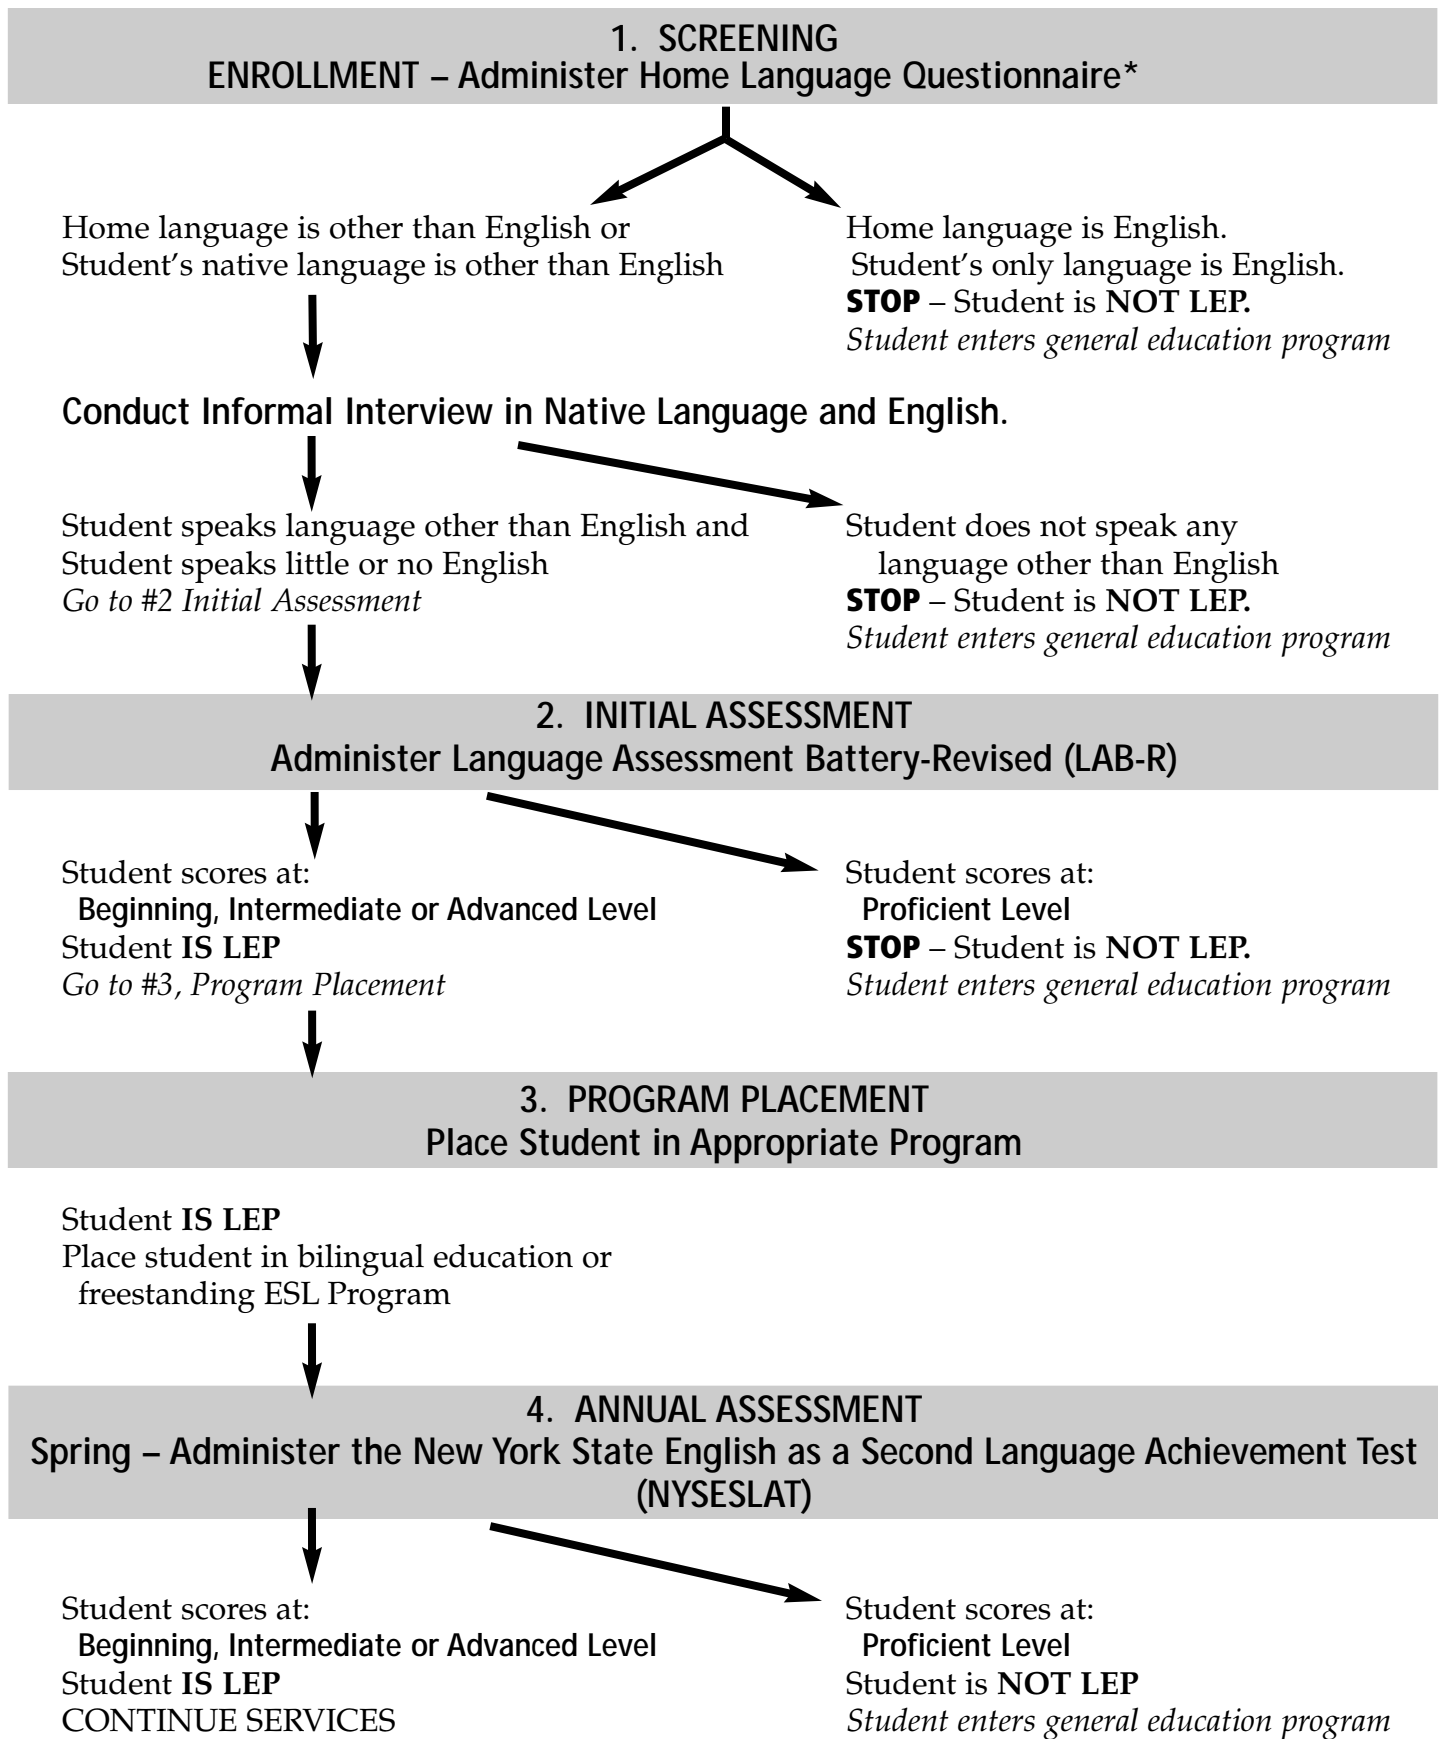 1. SCREENING
ENROLLMENT – Administer Home Language Questionnaire*
Home language is other than English or
Student's native language is other than English
Home language is English.
Student's only language is English.
STOP – Student is NOT LEP.
Student enters general education program
Conduct Informal Interview in Native Language and English.
Student speaks language other than English and
Student speaks little or no English
Go to #2 Initial Assessment
Student does not speak any
language other than English
STOP – Student is NOT LEP.
Student enters general education program
2. INITIAL ASSESSMENT
Administer Language Assessment Battery-Revised (LAB-R)
Student scores at:
Beginning, Intermediate or Advanced Level
Student IS LEP
Go to #3, Program Placement
Student scores at:
Proficient Level
STOP – Student is NOT LEP.
Student enters general education program
3. PROGRAM PLACEMENT
Place Student in Appropriate Program
Student IS LEP
Place student in bilingual education or
freestanding ESL Program
4. ANNUAL ASSESSMENT
Spring – Administer the New York State English as a Second Language Achievement Test
(NYSESLAT)
Student scores at:
Beginning, Intermediate or Advanced Level
Student IS LEP
CONTINUE SERVICES
Student scores at:
Proficient Level
Student is NOT LEP
Student enters general education program